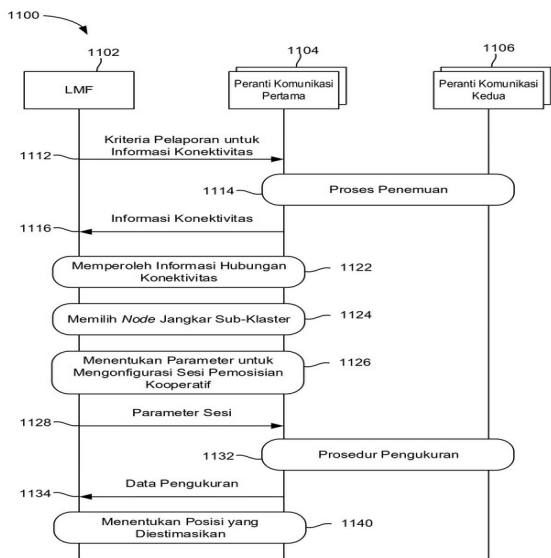 1100
1102
1104
1106
LMF
Peranti Komunikasi
Pertama
Peranti Komunikasi
Kedua
Kriteria Pelaporan untuk
Informasi Konektivitas
1112
1114
Proses Penemuan
Informasi Konektivitas
1116
Memperoleh Informasi Hubungan
Konektivitas
1122
Memilih Node Jangkar Sub-Klaster
1124
Menentukan Parameter untuk
Mengonfigurasi Sesi Pemosisian
Kooperatif
1126
Parameter Sesi
1128
1132
Prosedur Pengukuran
Data Pengukuran
1134
Menentukan Posisi yang
Diestimasikan
1140